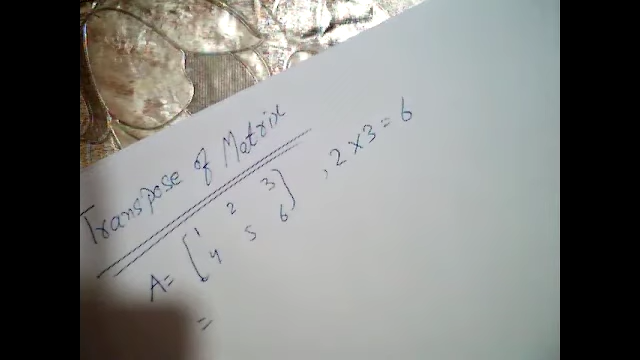 Transpose of Matrix
A = [1 2 3
4 5 6] , 2 × 3 = 6
=